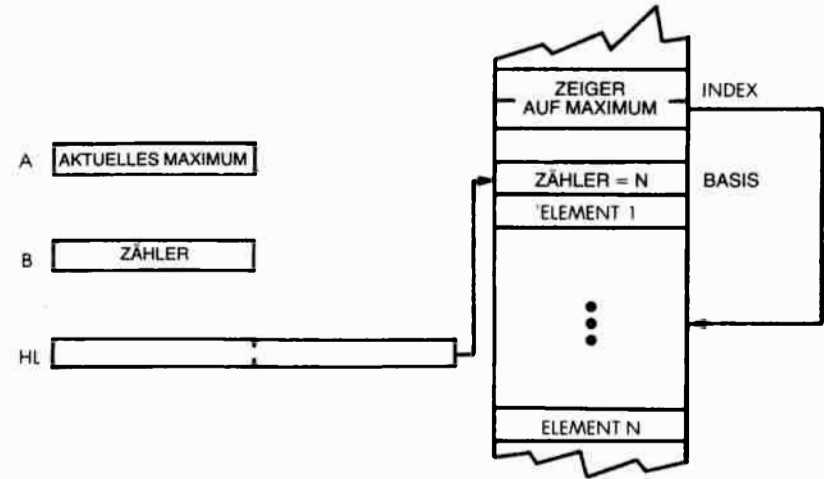 A
AKTUELLES MAXIMUM
B
ZÄHLER
HL
ZEIGER
AUF MAXIMUM
INDEX
ZÄHLER = N
BASIS
ELEMENT 1
ELEMENT N